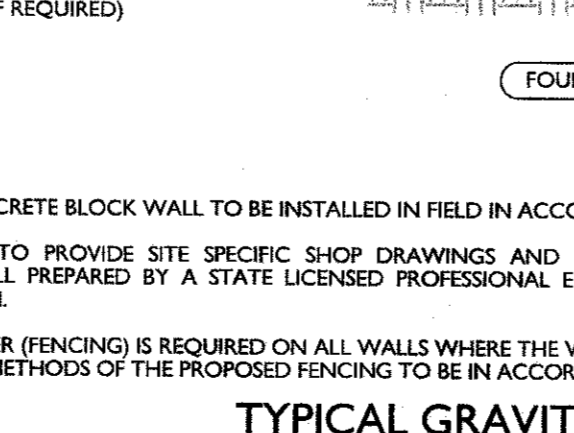 F REQUIRED)
FOU
CRETE BLOCK WALL TO BE INSTALLED IN FIELD IN ACCO
TO PROVIDE SITE SPECIFIC SHOP DRAWINGS AND
LL PREPARED BY A STATE LICENSED PROFESSIONAL E
ER (FENCING) IS REQUIRED ON ALL WALLS WHERE THE V
METHODS OF THE PROPOSED FENCING TO BE IN ACCOR
TYPICAL GRAVIT